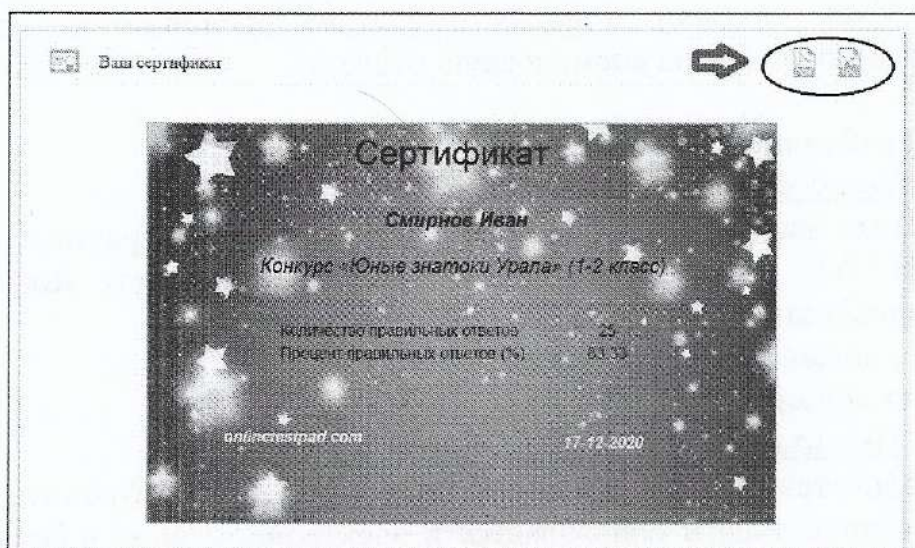 Ваш сертификат
Сертификат
Смирнов Иван
Конкурс «Юные знатоки Урала» (1-2 класс)
Количество правильных ответов 25
Процент правильных ответов (%) 83.33
onlinetestpad.com
17-12-2020